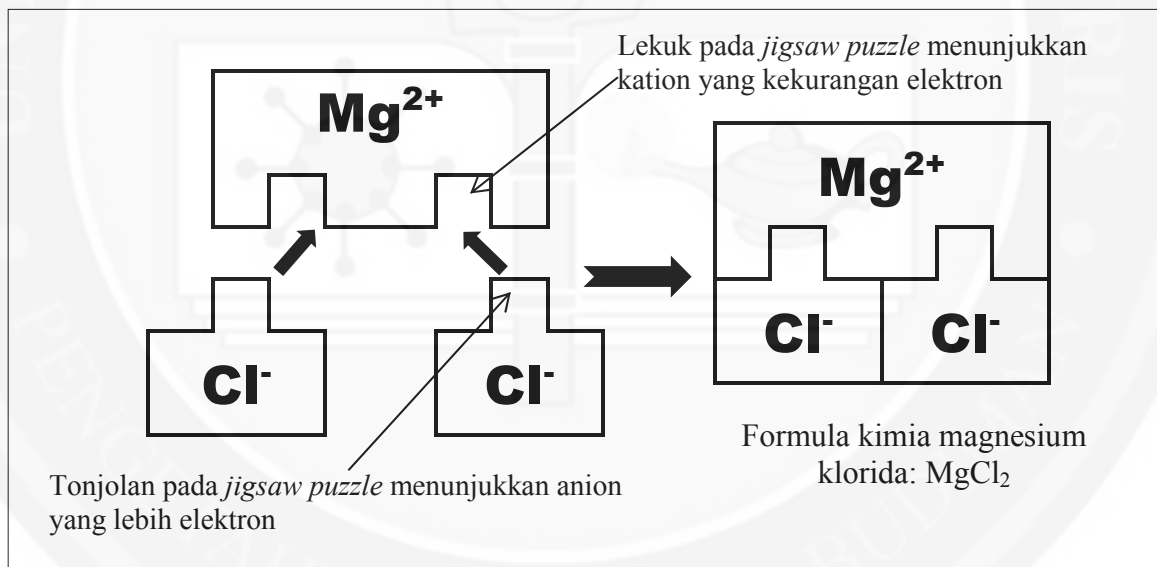 Lekuk pada jigsaw puzzle menunjukkan
kation yang kekurangan elektron
Mg²⁺
Mg²⁺
Cl⁻
Cl⁻
Cl⁻
Cl⁻
Formula kimia magnesium
klorida: MgCl₂
Tonjolan pada jigsaw puzzle menunjukkan anion
yang lebih elektron